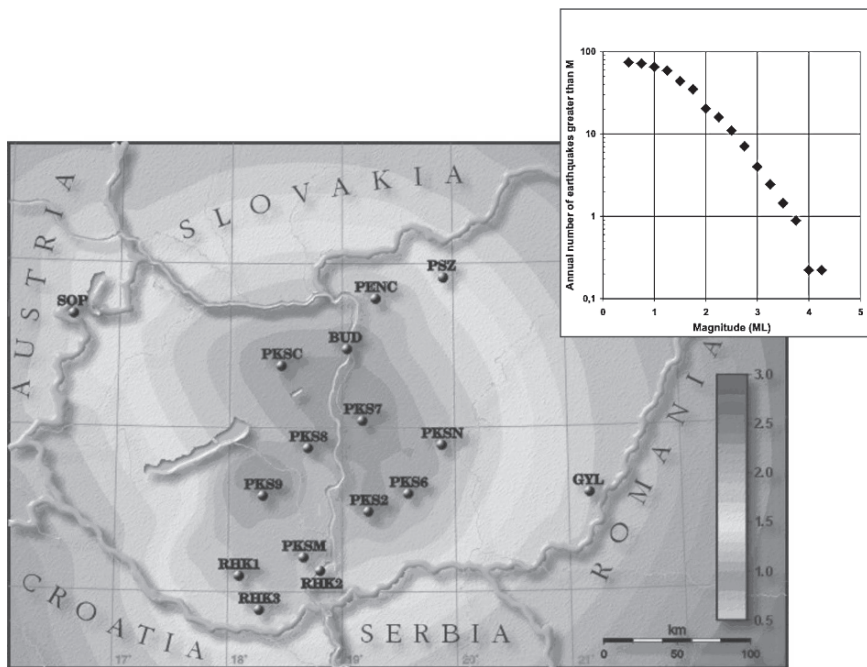 Annual number of earthquakes greater than M
100
10
1
0,1
0
1
2
3
4
5
Magnitude (ML)
SLOVAKIA
AUSTRIA
ROMANIA
CROATIA
SERBIA
PSZ
PENC
SOP
BUD
PKSC
PKS7
PKSN
PKS8
PKS9
PKS6
PKS2
GYL
PKSM
RHK1
RHK2
RHK3
3.0
2.5
2.0
1.5
1.0
0.5
km
0
60
100
17°
18°
19°
20°
21°